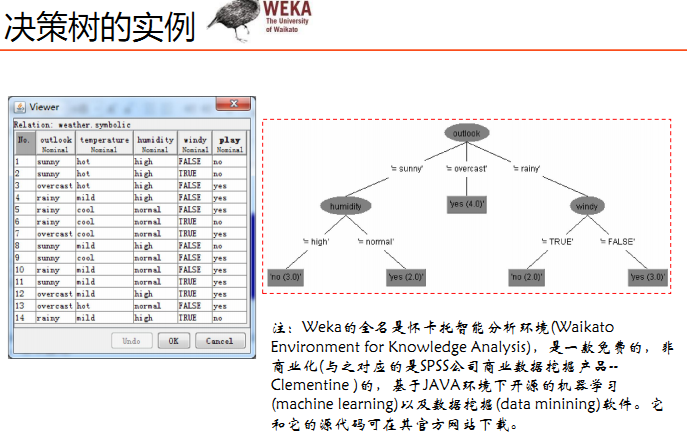 决策树的实例
WEKA
The University
of Waikato
Viewer
Relation: weather.symbolic
No. outlook temperature humidity windy play
Nominal Nominal Nominal Nominal Nominal
1 sunny hot high FALSE no
2 sunny hot high TRUE no
3 overcast hot high FALSE yes
4 rainy mild high FALSE yes
5 rainy cool normal FALSE yes
6 rainy cool normal TRUE no
7 overcast cool normal TRUE yes
8 sunny mild high FALSE no
9 sunny cool normal FALSE yes
10 rainy mild normal FALSE yes
11 sunny mild normal TRUE yes
12 overcast mild high TRUE yes
13 overcast hot normal FALSE yes
14 rainy mild high TRUE no
Undo OK Cancel
outlook
'= sunny' '= overcast' '= rainy'
humidity 'yes (4.0)' windy
'= high' '= normal' '= TRUE' '= FALSE'
'no (3.0)' 'yes (2.0)' 'no (2.0)' 'yes (3.0)'
注：Weka的全名是怀卡托智能分析环境(Waikato
Environment for Knowledge Analysis)，是一款免费的，非
商业化(与之对应的是SPSS公司商业数据挖掘产品--
Clementine )的，基于JAVA环境下开源的机器学习
(machine learning)以及数据挖掘(data minining)软件。它
和它的源代码可在其官方网站下载。